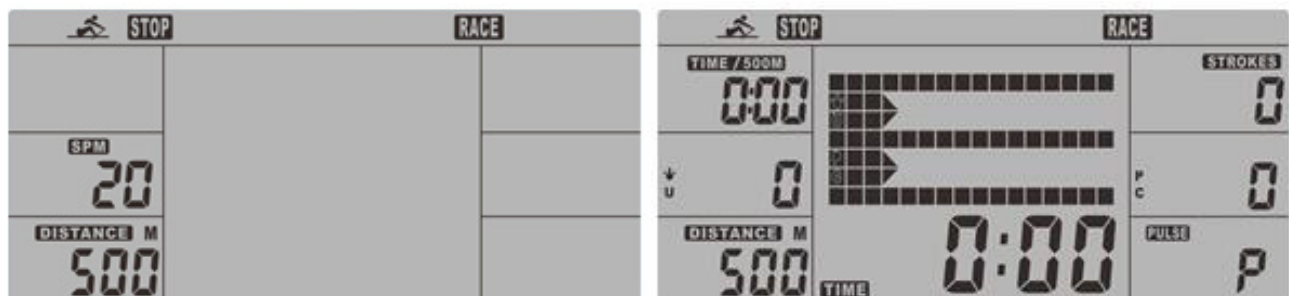 STOP RACE
SPM
20
DISTANCE M
500
STOP RACE
TIME/500M
0:00
STROKES
0
U
0
P
C
0
DISTANCE M
500
TIME
0:00
PULSE
P